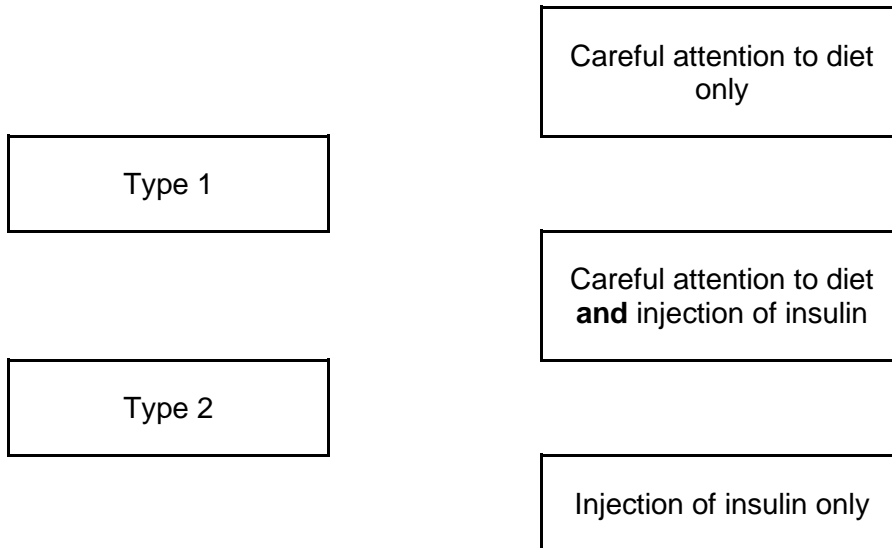 Careful attention to diet
only
Type 1
Careful attention to diet
and injection of insulin
Type 2
Injection of insulin only